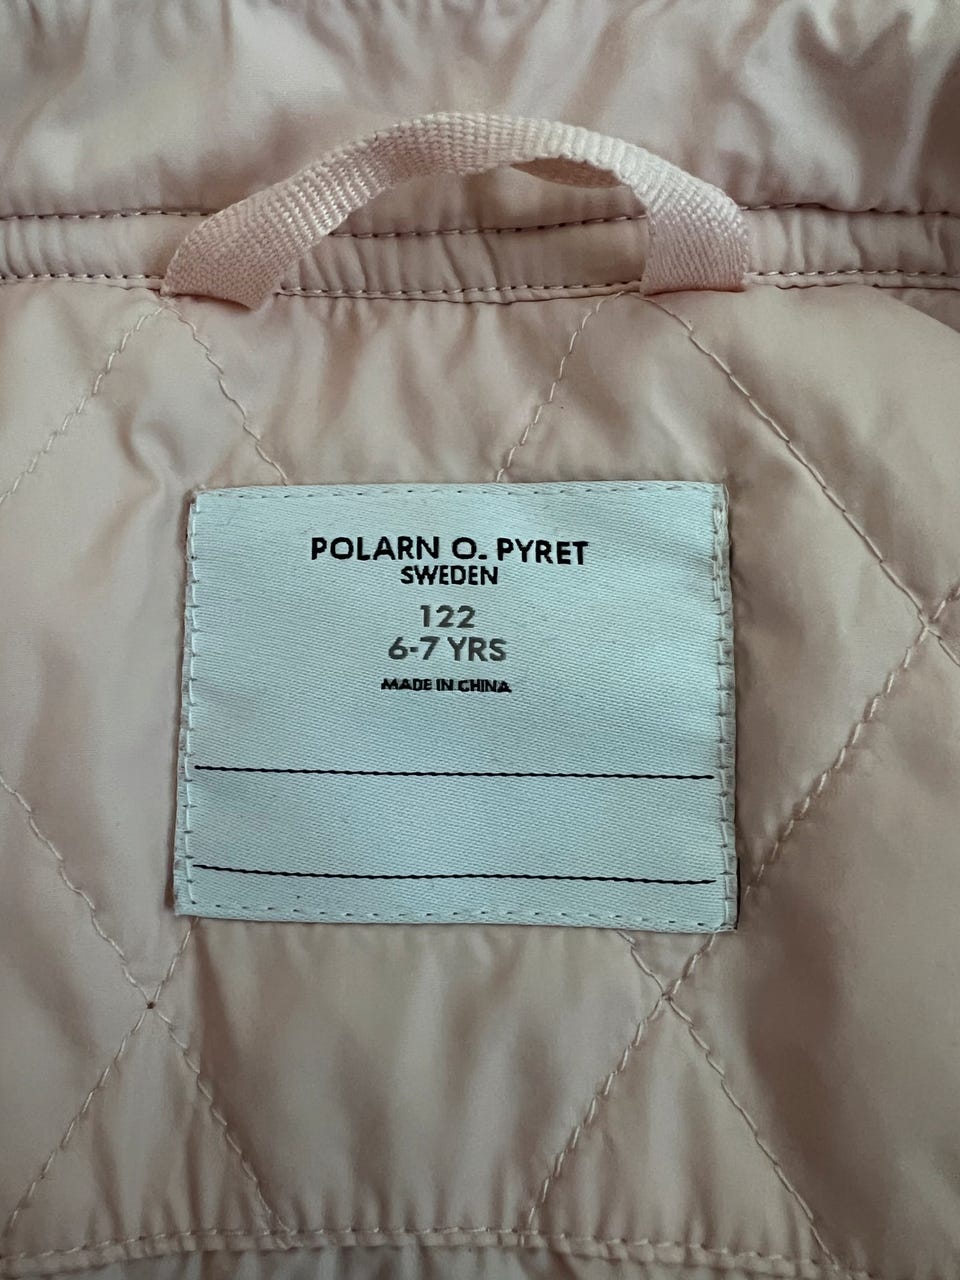 POLARN O. PYRET
SWEDEN
122
6-7 YRS
MADE IN CHINA